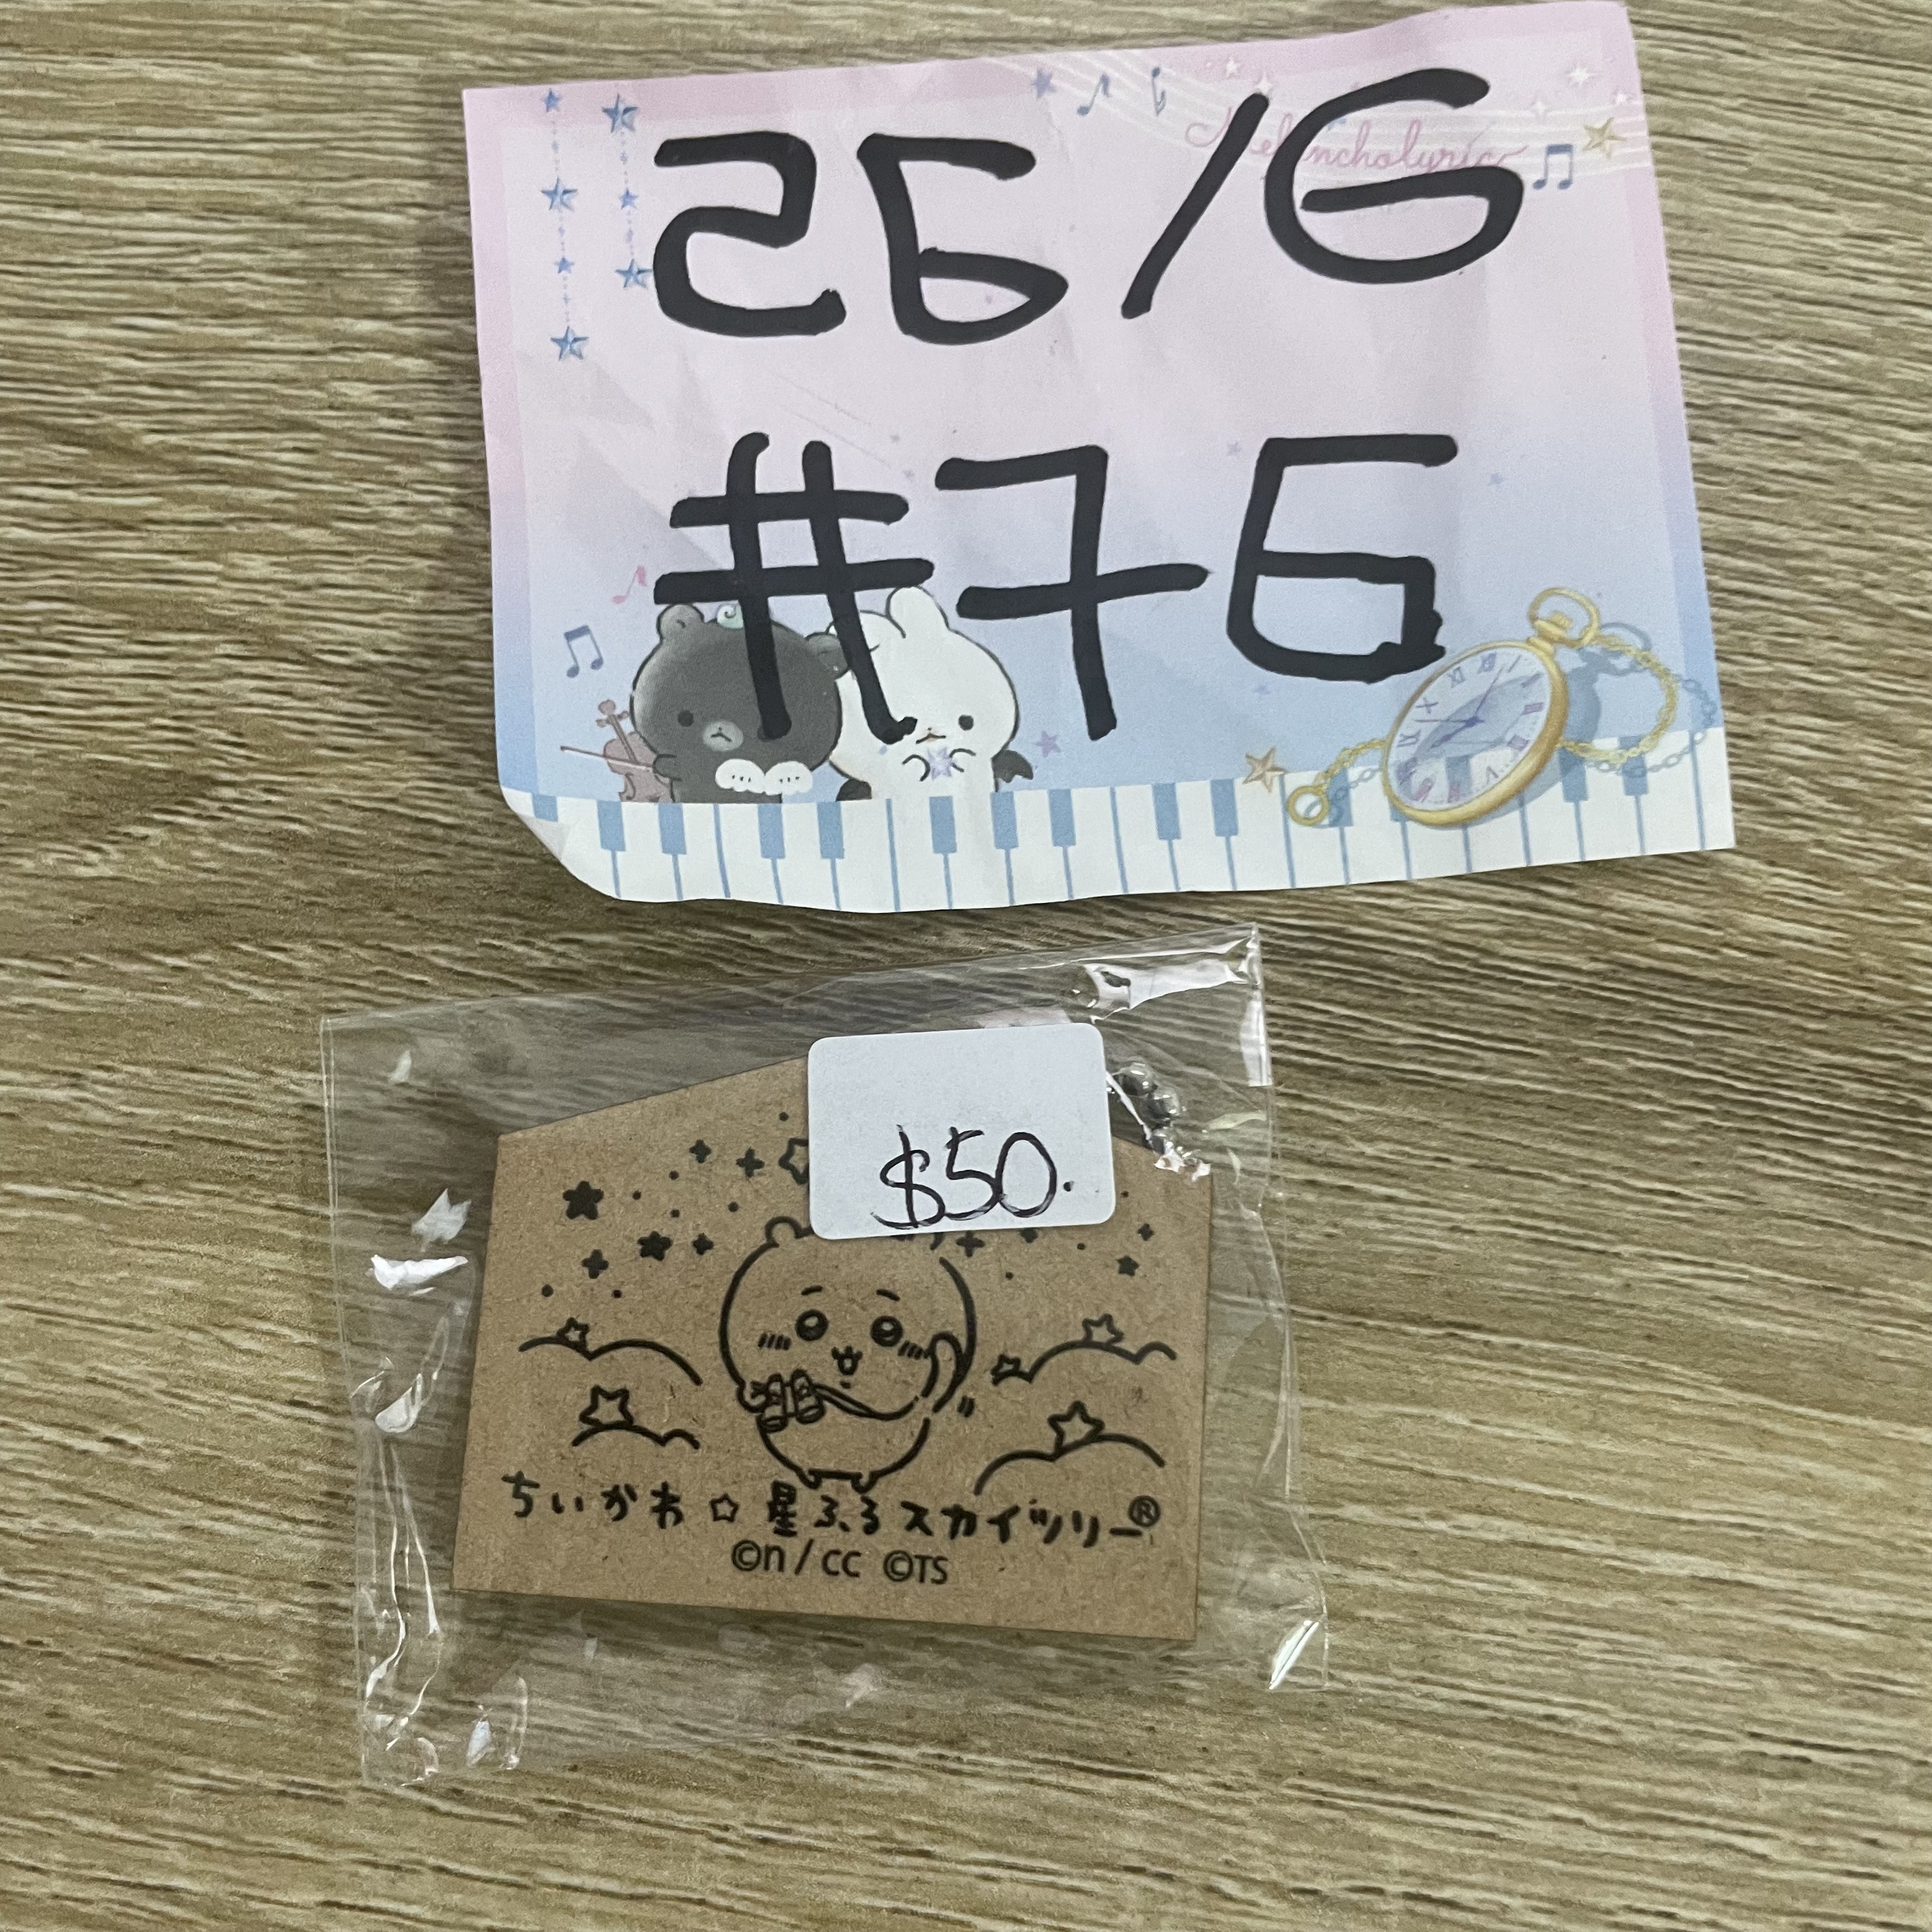 Melancholyric
26/6
#76
$50.
ちいかわ☆星ふるスカイツリー®
©n/cc ©TS